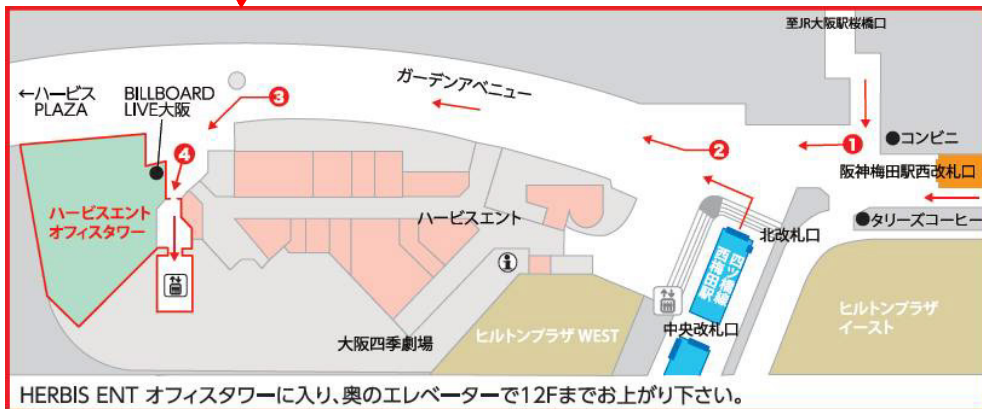 至JR大阪駅桜橋口
←ハービス
PLAZA
BILLBOARD
LIVE大阪
ガーデンアベニュー
3
2
1
コンビニ
4
阪神梅田駅西改札口
ハービスエント
オフィスタワー
ハービスエント
タリーズコーヒー
北改札口
四ツ橋線
西梅田駅
ヒルトンプラザ WEST
ヒルトンプラザ
イースト
中央改札口
大阪四季劇場
HERBIS ENT オフィスタワーに入り、奥のエレベーターで12Fまでお上がり下さい。